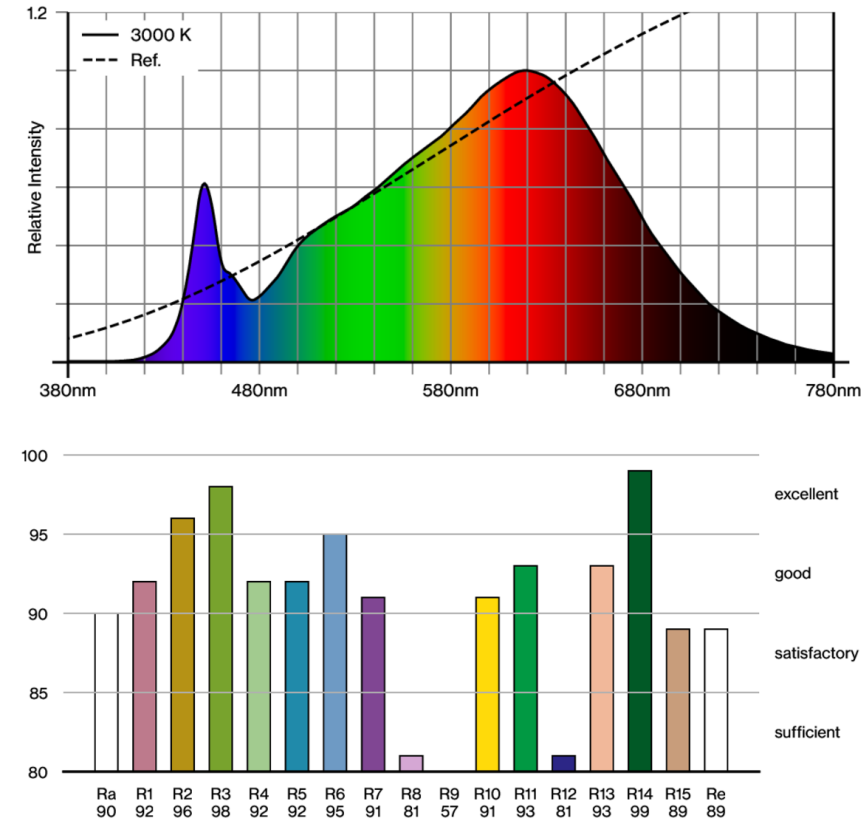 1.2
3000 K
Ref.
Relative Intensity
380nm 480nm 580nm 680nm 780nm
100
excellent
95
good
90
satisfactory
85
sufficient
80
Ra R1 R2 R3 R4 R5 R6 R7 R8 R9 R10 R11 R12 R13 R14 R15 Re
90 92 96 98 92 92 95 91 81 57 91 93 81 93 99 89 89